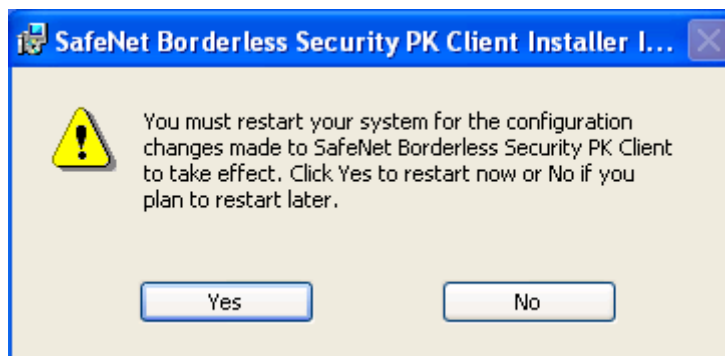 SafeNet Borderless Security PK Client Installer I...
You must restart your system for the configuration
changes made to SafeNet Borderless Security PK Client
to take effect. Click Yes to restart now or No if you
plan to restart later.
Yes
No